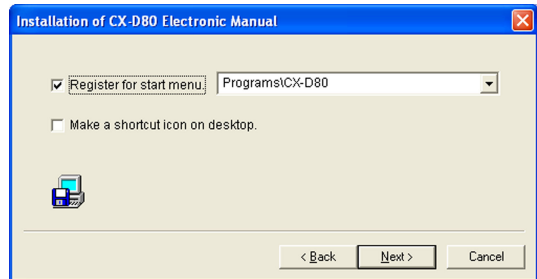 Installation of CX-D80 Electronic Manual
Register for start menu. Programs\CX-D80
Make a shortcut icon on desktop.
< Back Next > Cancel